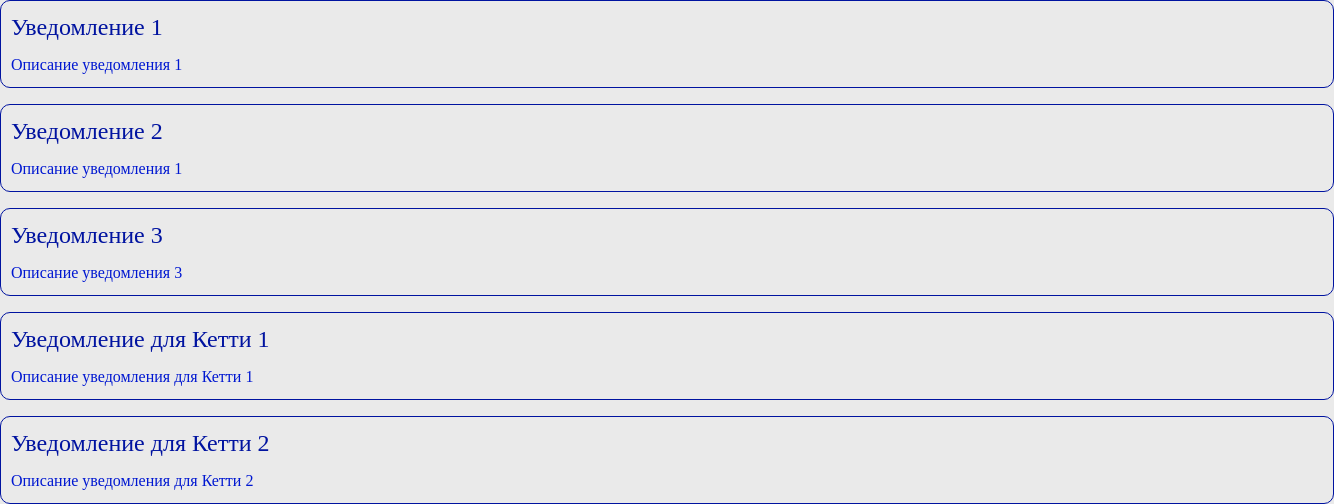 Уведомление 1
Описание уведомления 1
Уведомление 2
Описание уведомления 1
Уведомление 3
Описание уведомления 3
Уведомление для Кетти 1
Описание уведомления для Кетти 1
Уведомление для Кетти 2
Описание уведомления для Кетти 2